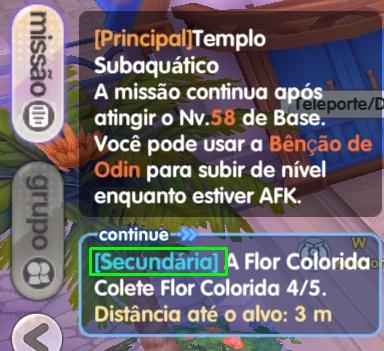 missão
grupo
[Principal]Templo
Subaquático
A missão continua após
atingir o Nv.58 de Base.
Você pode usar a Bênção de
Odin para subir de nível
enquanto estiver AFK.
Teleporte/D
continue
[Secundária] A Flor Colorida
Colete Flor Colorida 4/5.
Distância até o alvo: 3 m